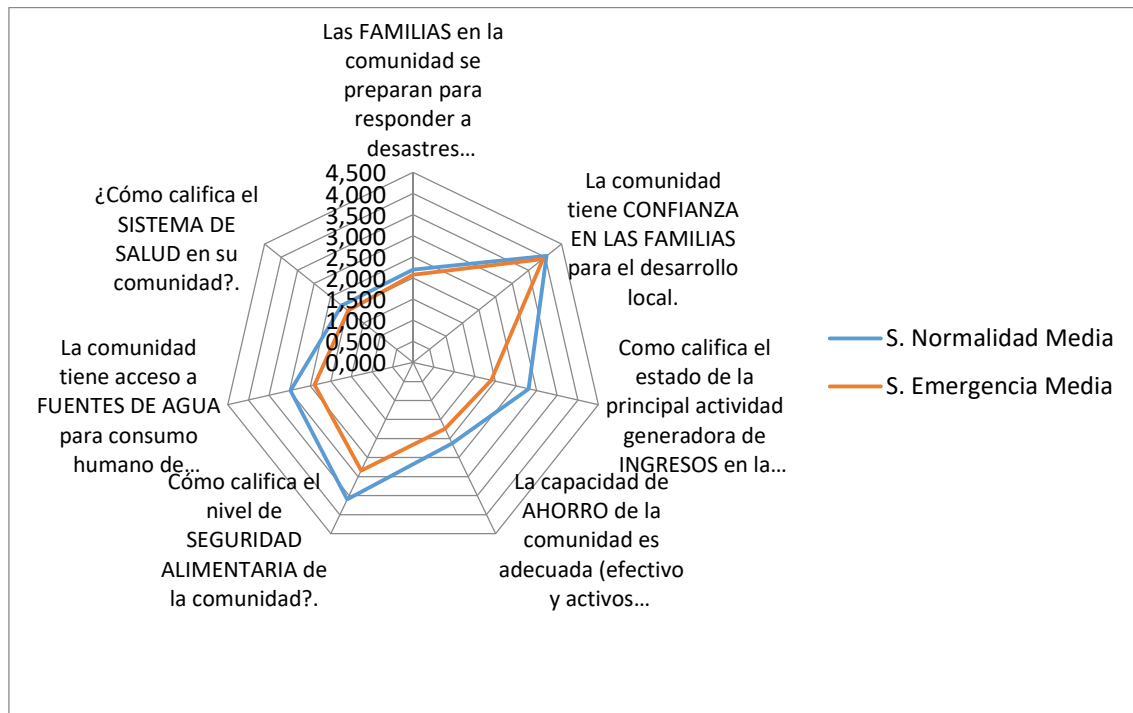 Las FAMILIAS en la
comunidad se
preparan para
responder a
desastres...
4,500
4,000
3,500
3,000
2,500
2,000
1,500
1,000
0,500
0,000
La comunidad
tiene CONFIANZA
EN LAS FAMILIAS
para el desarrollo
local.
Como califica el
estado de la
principal actividad
generadora de
INGRESOS en la...
La capacidad de
AHORRO de la
comunidad es
adecuada (efectivo
y activos...
Cómo califica el
nivel de
SEGURIDAD
ALIMENTARIA de
la comunidad?.
La comunidad
tiene acceso a
FUENTES DE AGUA
para consumo
humano de...
¿Cómo califica el
SISTEMA DE
SALUD en su
comunidad?.
S. Normalidad Media
S. Emergencia Media